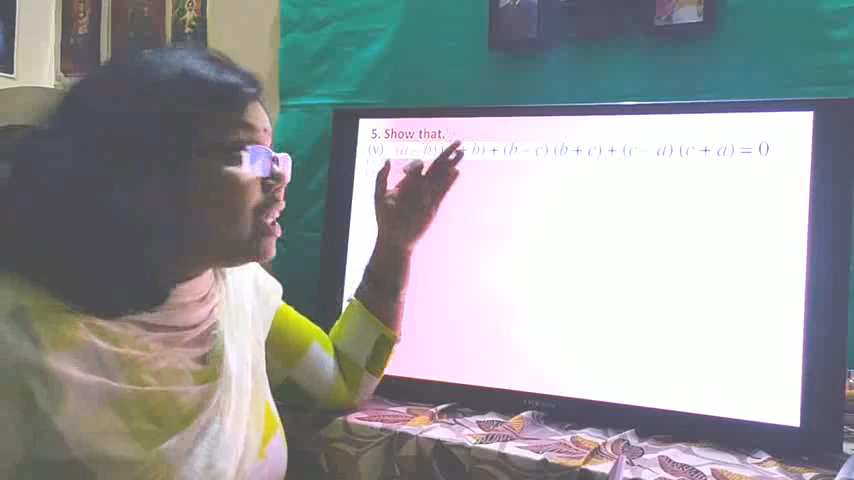 5. Show that.
(v) (a − b) (a + b) + (b − c) (b + c) + (c − a) (c + a) = 0